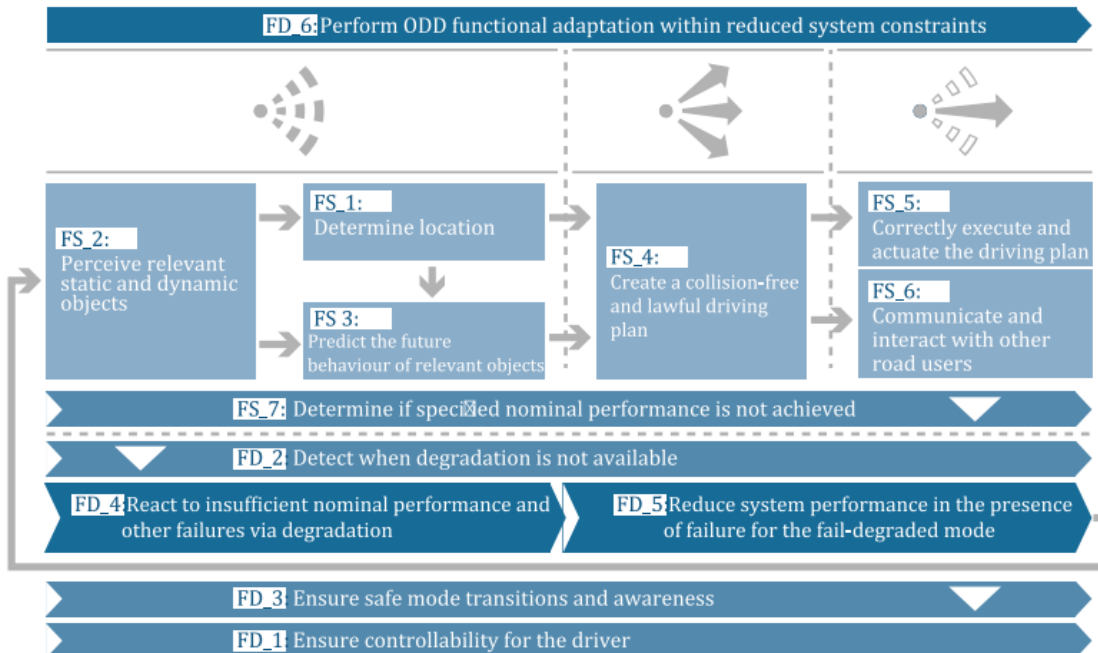 FD_6: Perform ODD functional adaptation within reduced system constraints
FS_2:
Perceive relevant
static and dynamic
objects
FS_1:
Determine location
FS 3:
Predict the future
behaviour of relevant objects
FS_4:
Create a collision-free
and lawful driving
plan
FS_5:
Correctly execute and
actuate the driving plan
FS_6:
Communicate and
interact with other
road users
FS_7: Determine if speci☒ed nominal performance is not achieved
FD_2: Detect when degradation is not available
FD_4: React to insufficient nominal performance and
other failures via degradation
FD_5: Reduce system performance in the presence
of failure for the fail-degraded mode
FD_3: Ensure safe mode transitions and awareness
FD_1: Ensure controllability for the driver